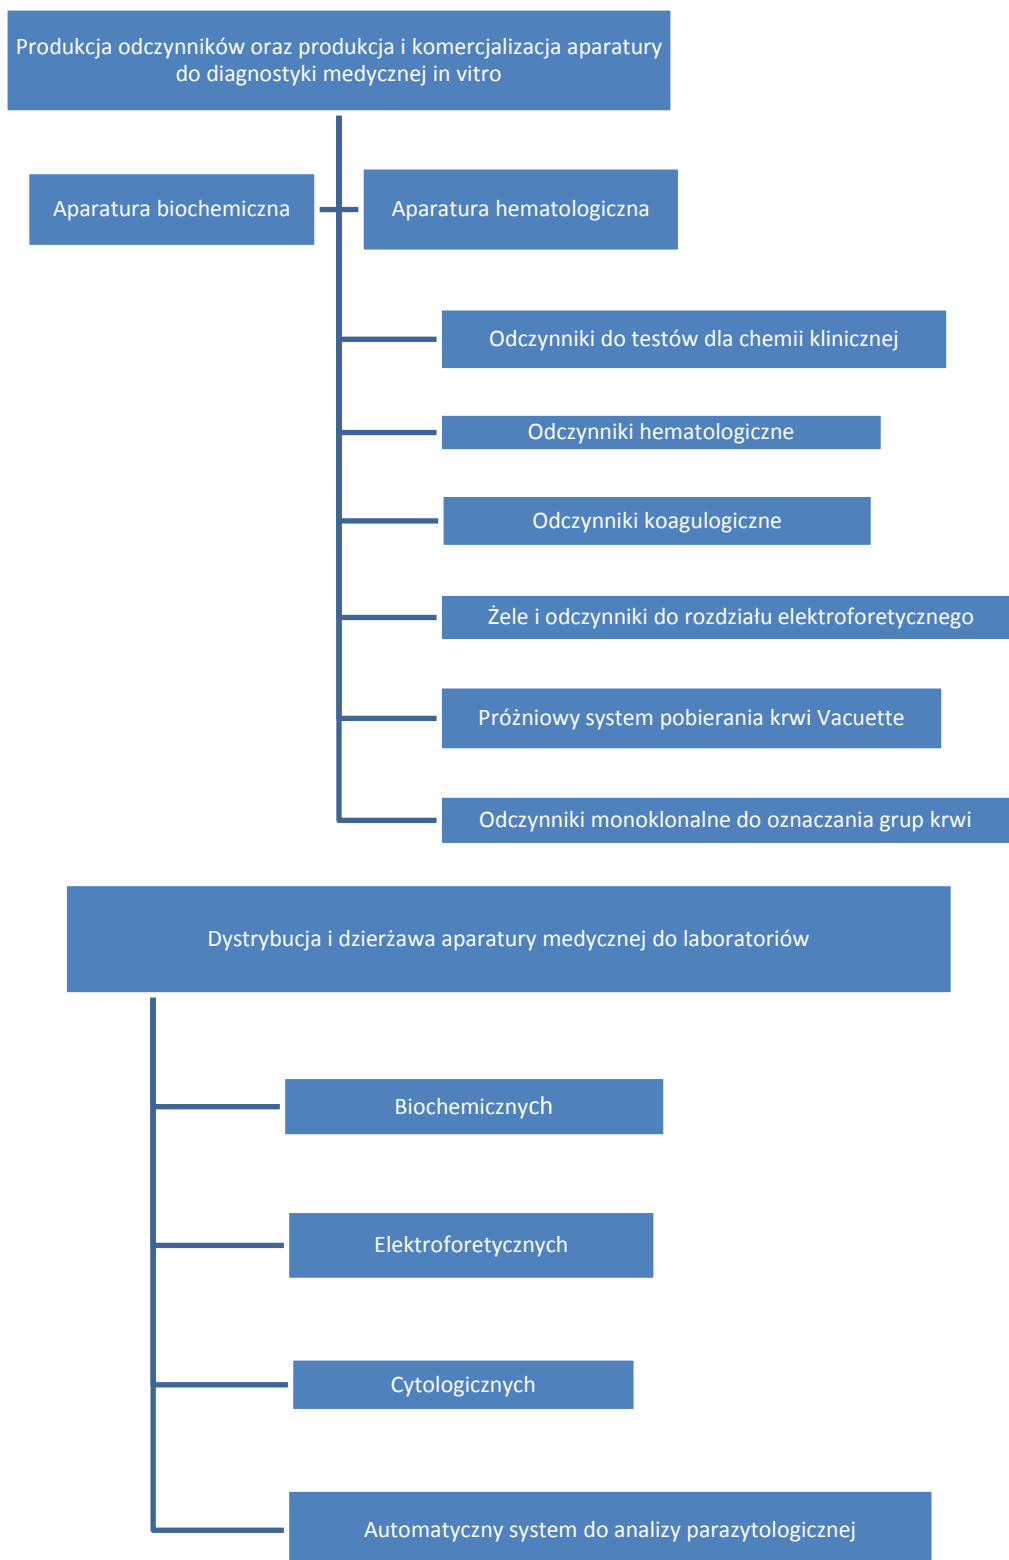 Produkcja odczynników oraz produkcja i komercjalizacja aparatury
do diagnostyki medycznej in vitro
Aparatura biochemiczna
Aparatura hematologiczna
Odczynniki do testów dla chemii klinicznej
Odczynniki hematologiczne
Odczynniki koagulogiczne
Żele i odczynniki do rozdziału elektroforetycznego
Próżniowy system pobierania krwi Vacuette
Odczynniki monoklonalne do oznaczania grup krwi
Dystrybucja i dzierżawa aparatury medycznej do laboratoriów
Biochemicznych
Elektroforetycznych
Cytologicznych
Automatyczny system do analizy parazytologicznej